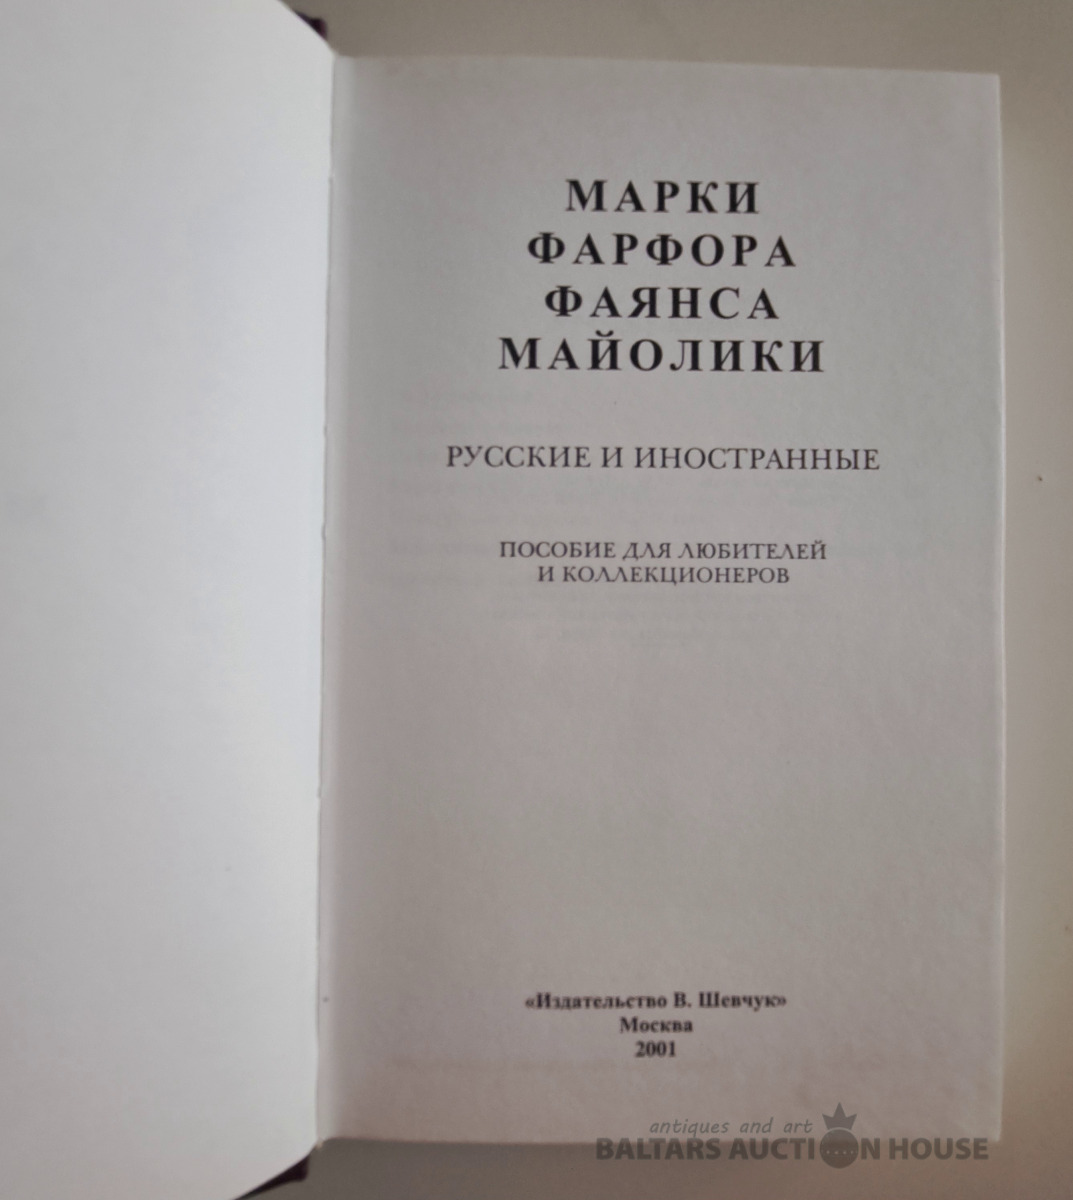 МАРКИ
ФАРФОРА
ФАЯНСА
МАЙОЛИКИ
РУССКИЕ И ИНОСТРАННЫЕ
ПОСОБИЕ ДЛЯ ЛЮБИТЕЛЕЙ
И КОЛЛЕКЦИОНЕРОВ
«Издательство В. Шевчук»
Москва
2001
antiques and art
BALTARS AUCTION HOUSE